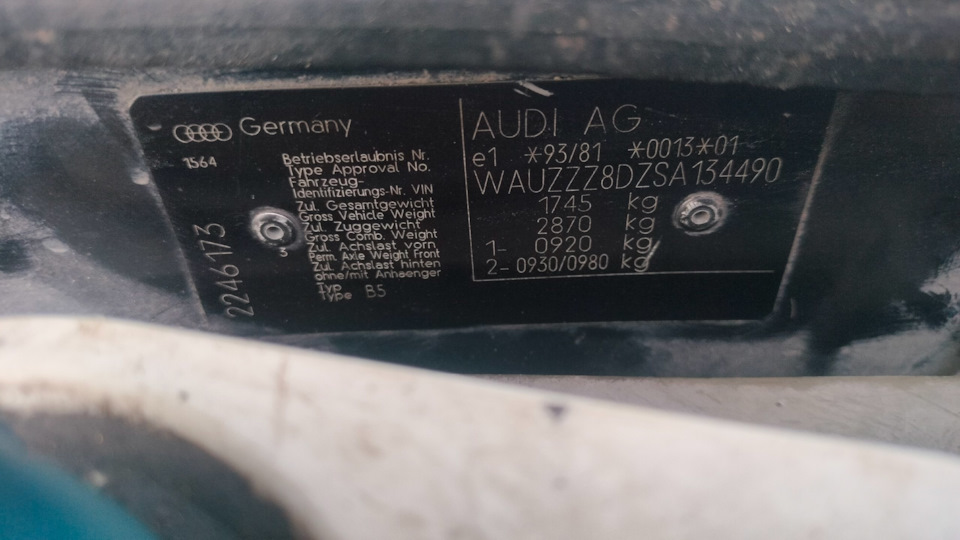 Germany
1564
2246173
Betriebserlaubnis Nr.
Type Approval No.
Fahrzeug-
Identifizierungs-Nr. VIN
Zul. Gesamtgewicht
Gross Vehicle Weight
Zul. Zuggewicht
Gross Comb. Weight
Zul. Achslast vorn
Perm. Axle Weight Front
Zul. Achslast hinten
ohne/mit Anhaenger
Typ
Type B5
3
AUDI AG
e1 *93/81 *0013*01
WAUZZZ8DZSA134490
1745 kg
2870 kg
1- 0920 kg
2- 0930/0980 kg